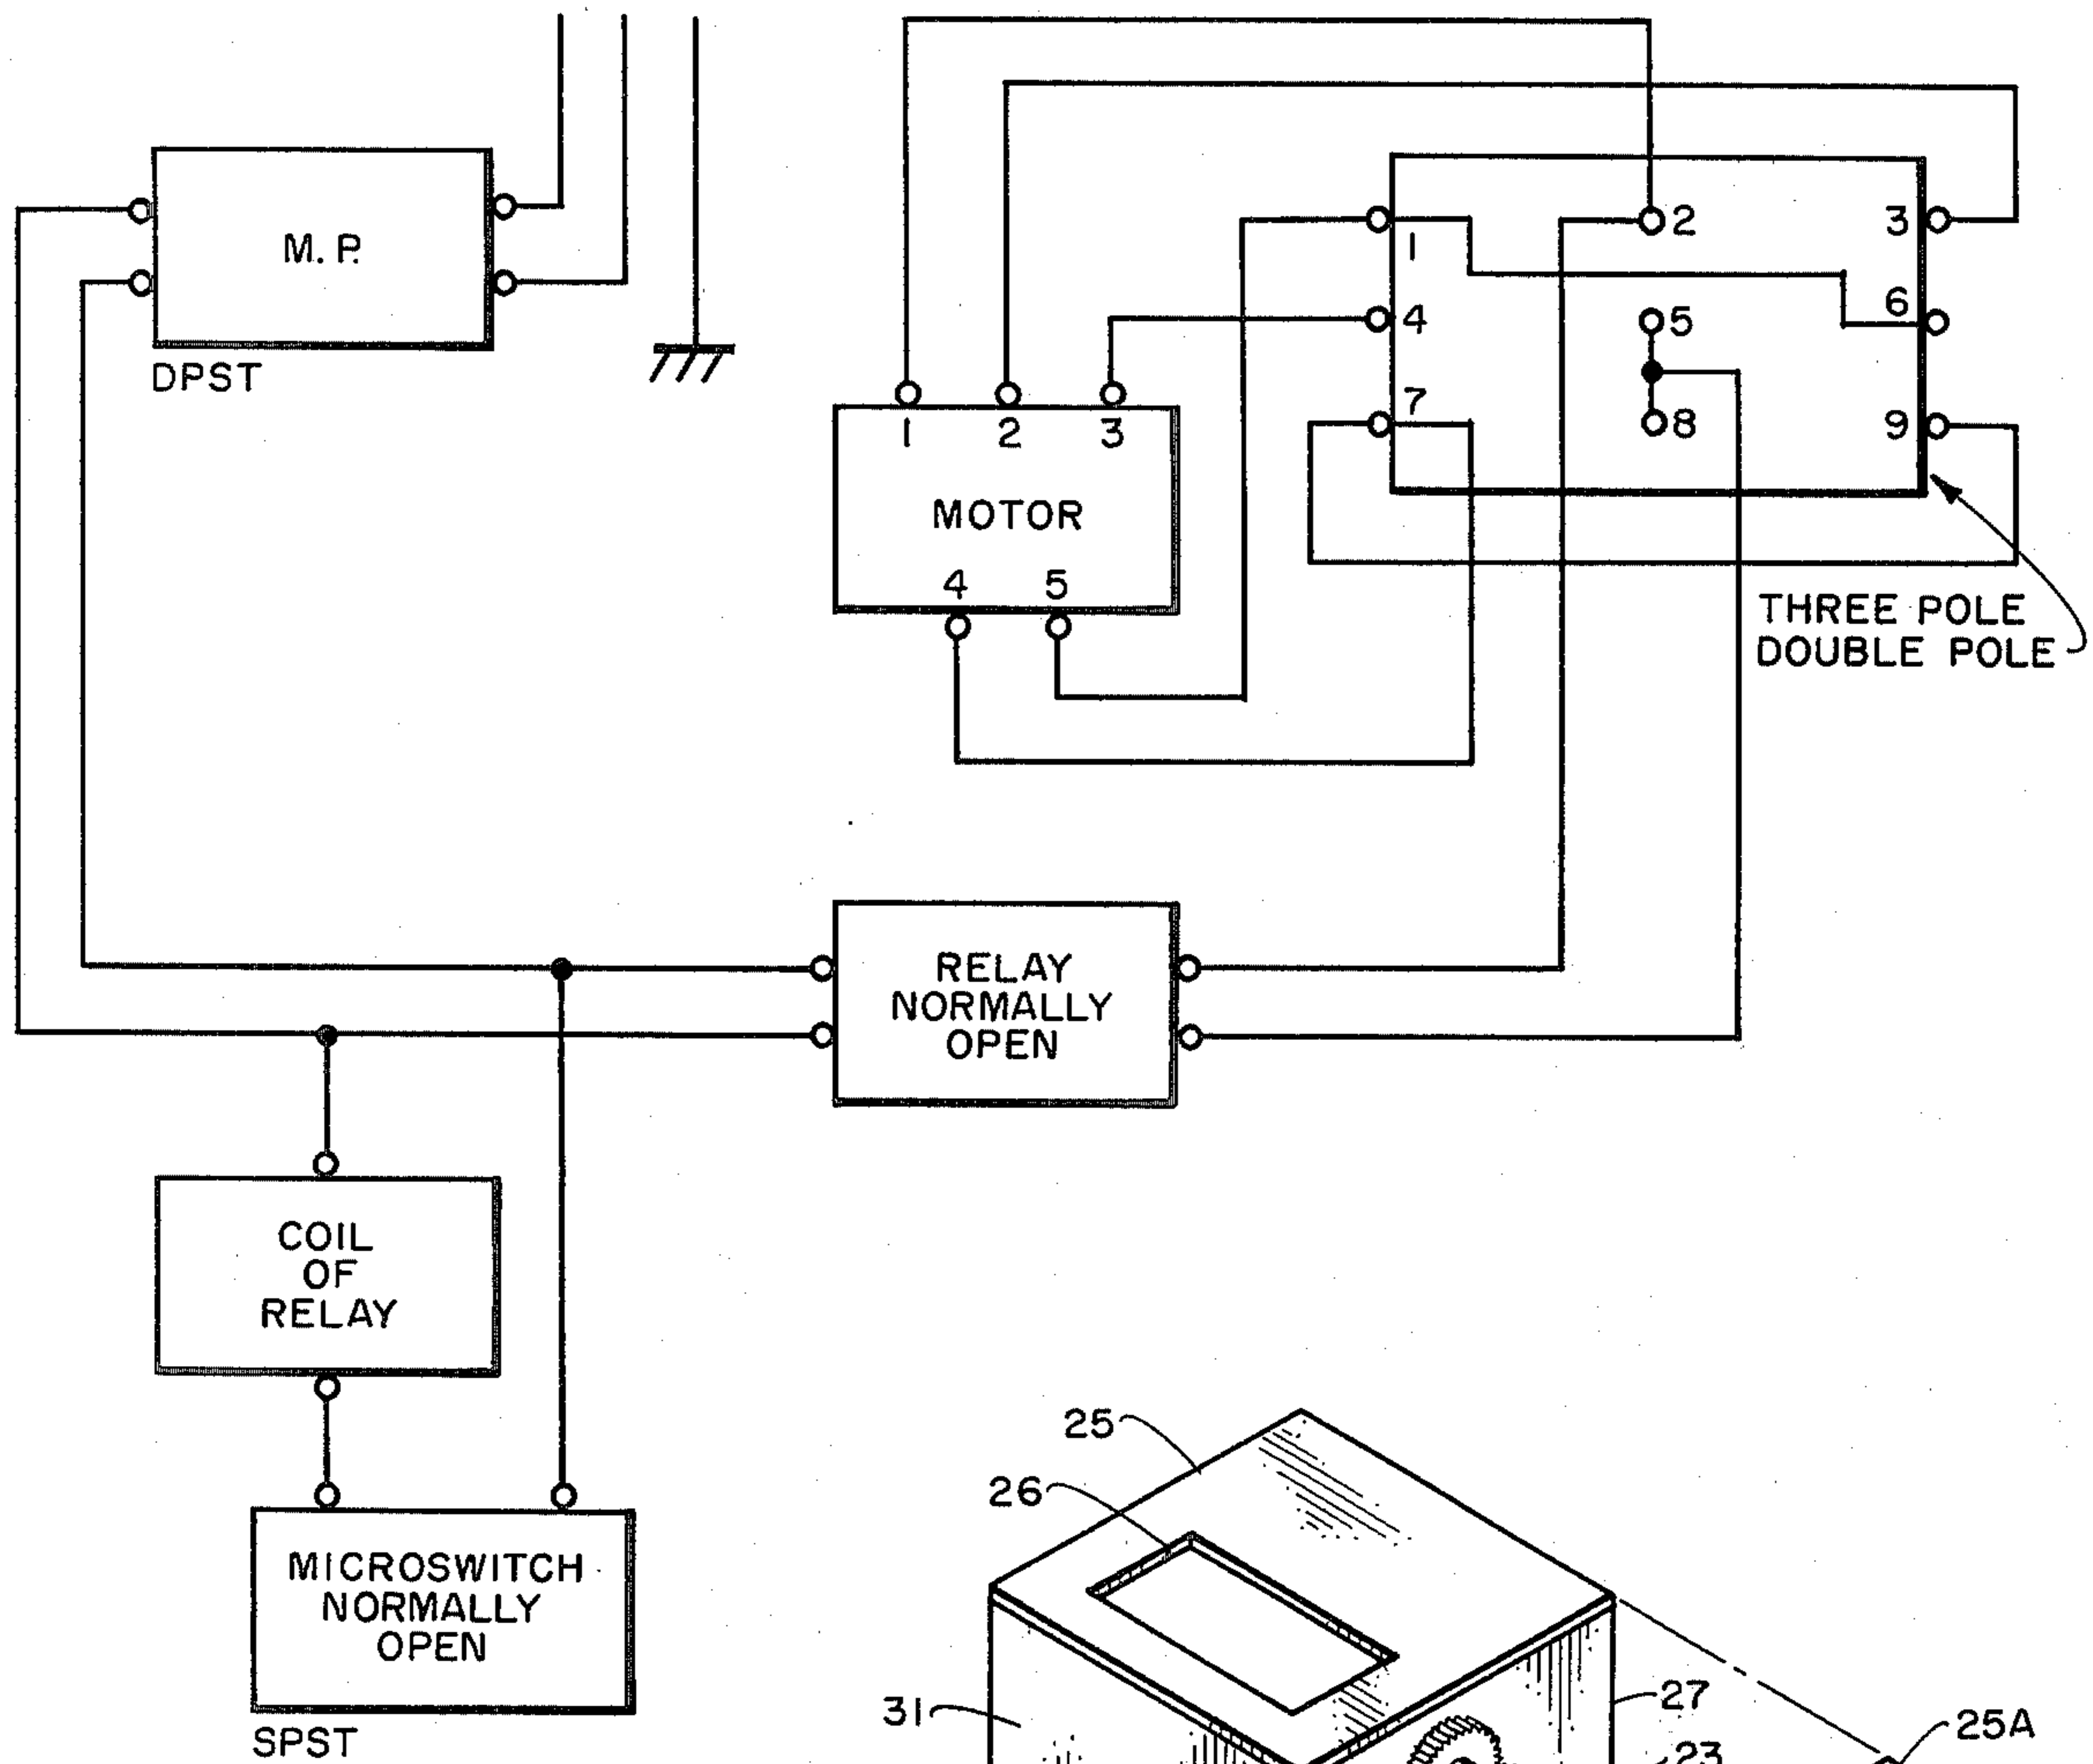 M. P.
DPST
1 2 3
MOTOR
4 5
1
2
3
4
5
6
7
8
9
THREE POLE
DOUBLE POLE
RELAY
NORMALLY
OPEN
COIL
OF
RELAY
MICROSWITCH
NORMALLY
OPEN
SPST
25
26
31
27
25A
23